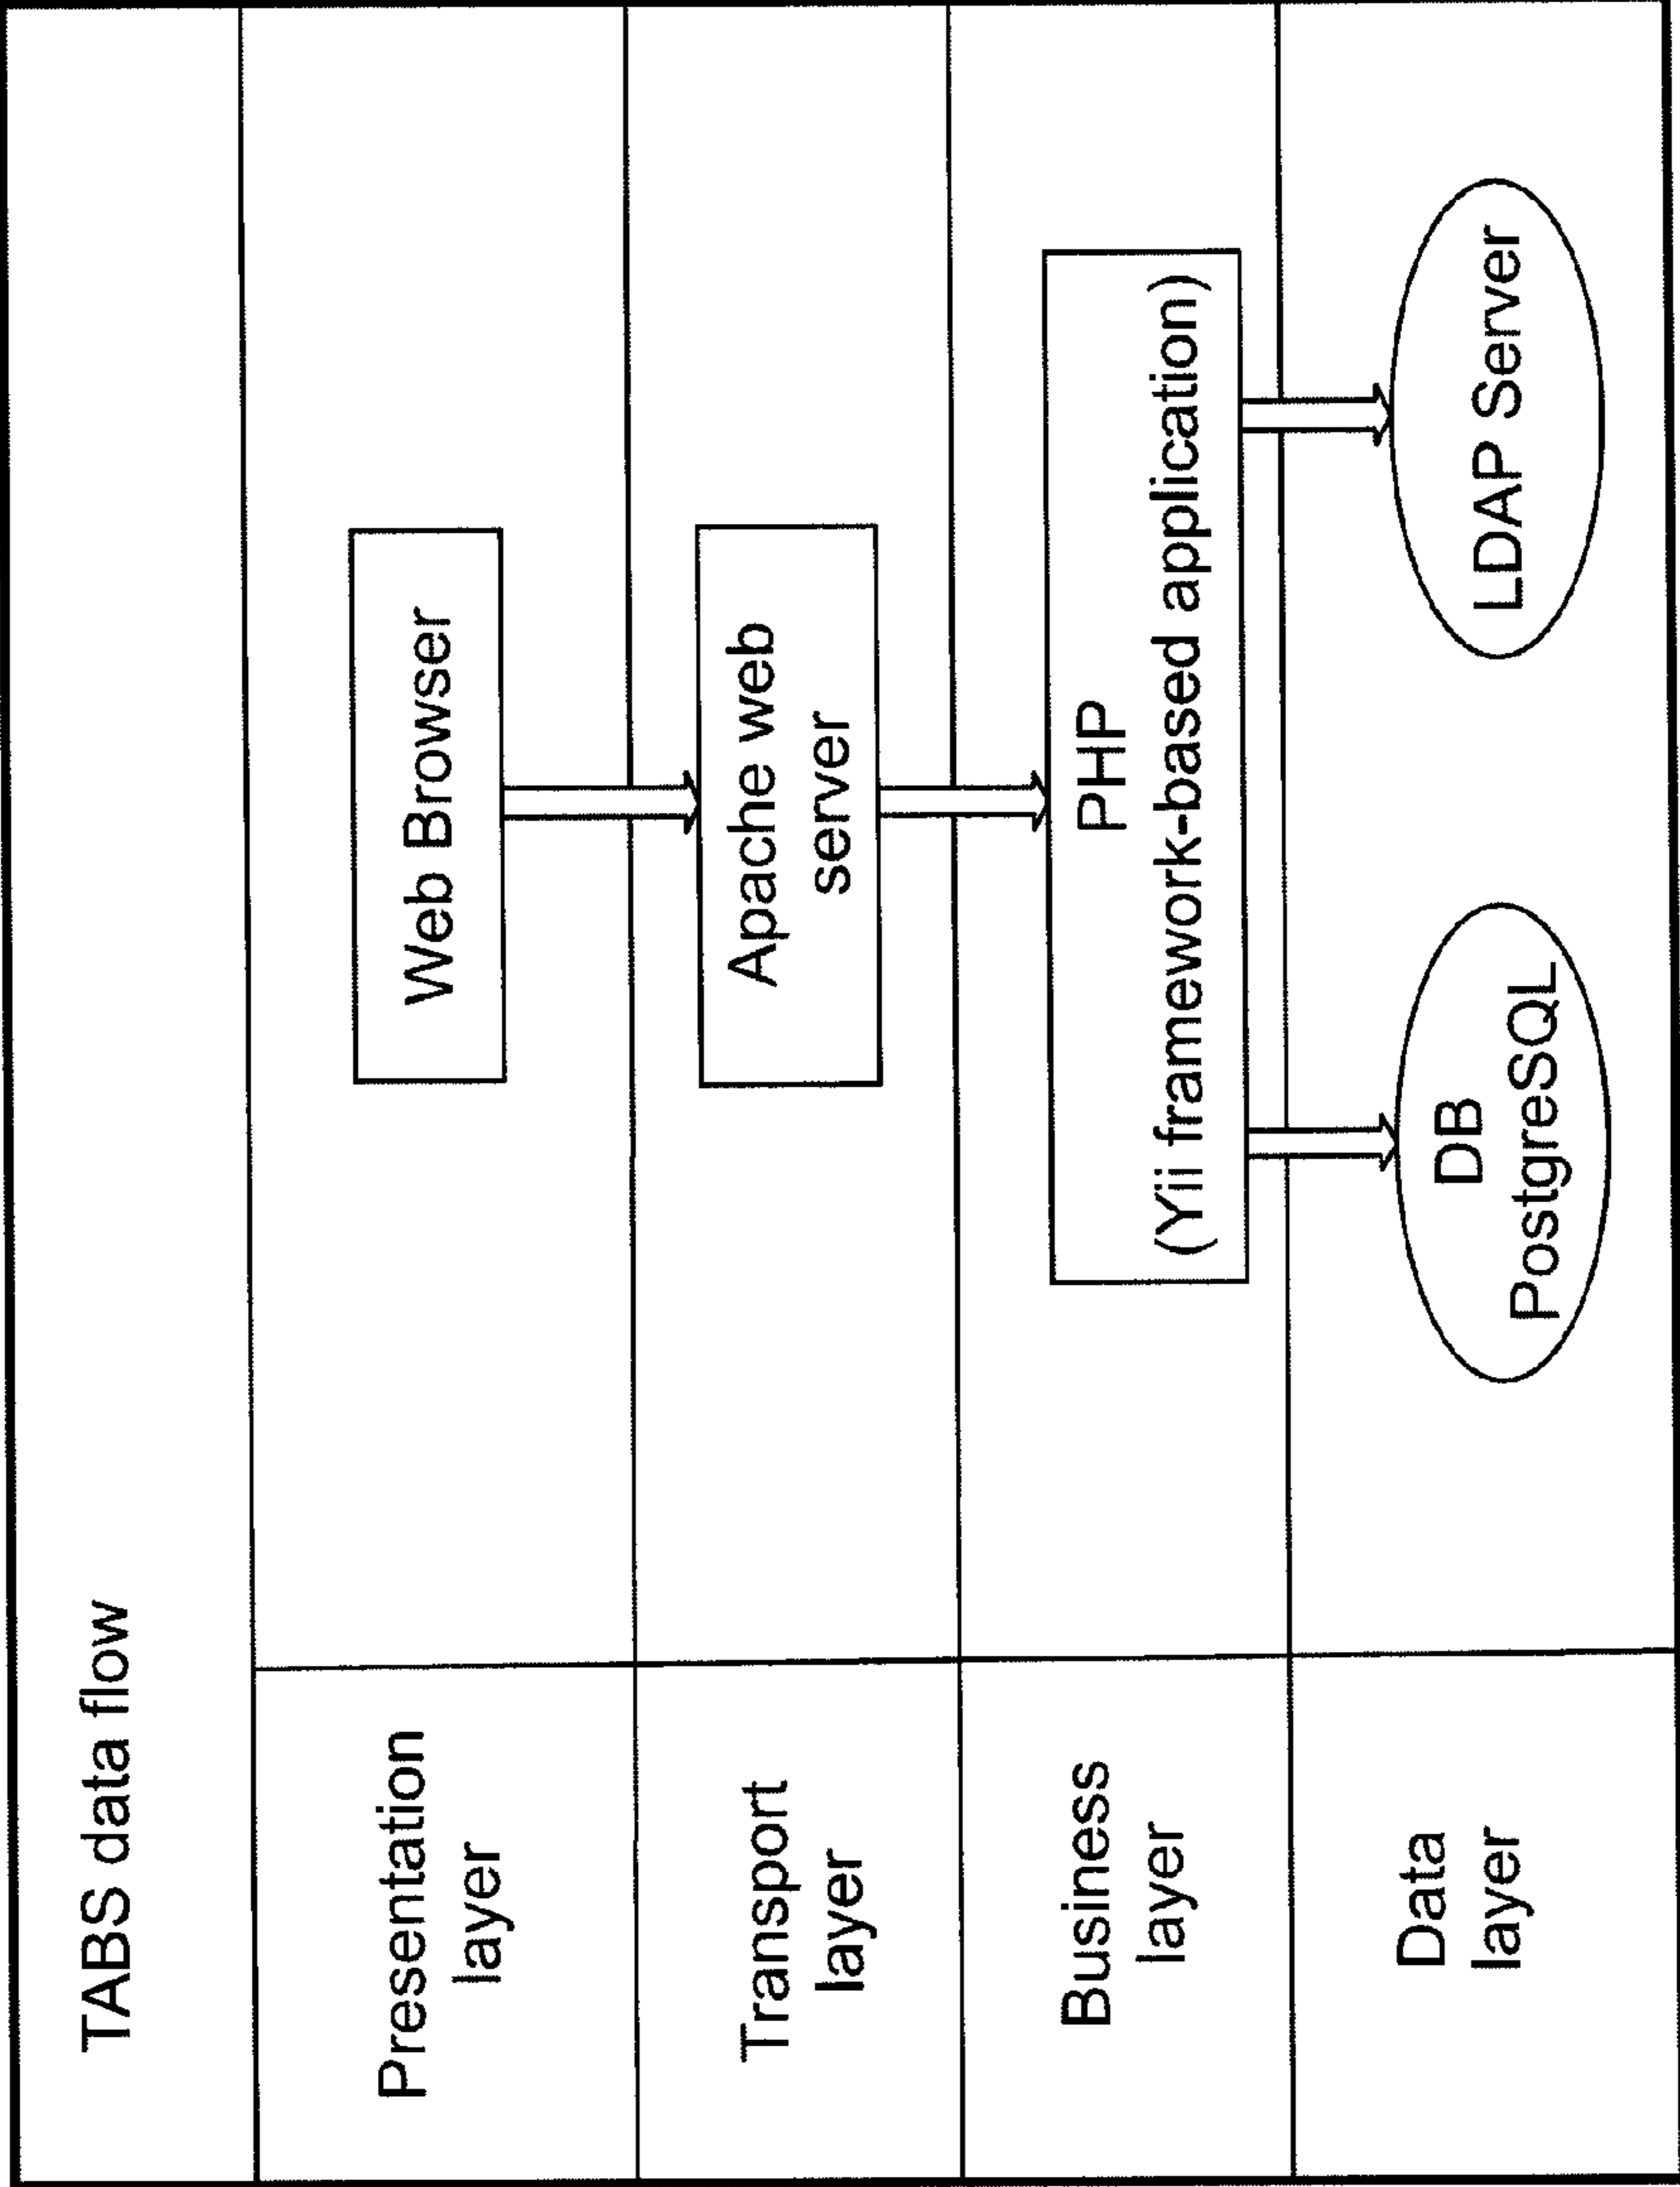 TABS data flow
Presentation
layer
Web Browser
Transport
layer
Apache web
server
Business
layer
PHP
(Yii framework-based application)
Data
layer
DB
PostgreSQL
LDAP Server